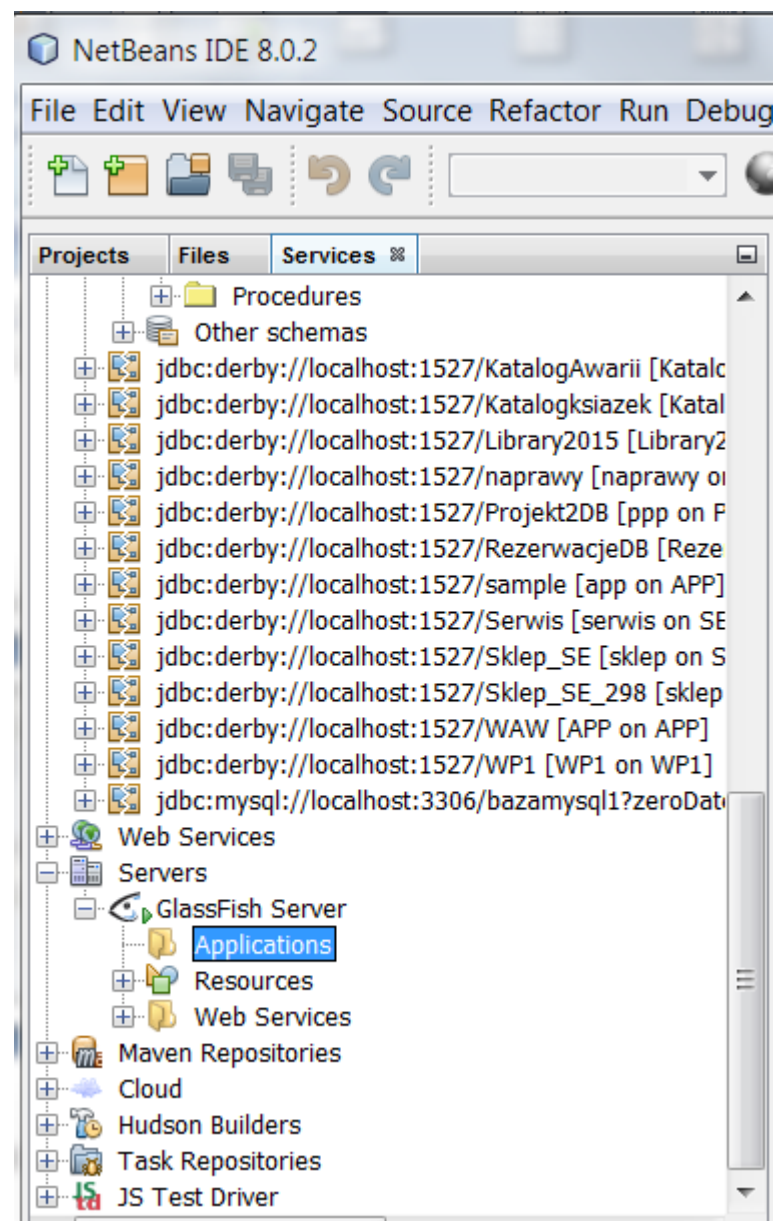 NetBeans IDE 8.0.2
File Edit View Navigate Source Refactor Run Debug
Projects Files Services
Procedures
Other schemas
jdbc:derby://localhost:1527/KatalogAwarii [Katalo
jdbc:derby://localhost:1527/Katalogksiazek [Katal
jdbc:derby://localhost:1527/Library2015 [Library2
jdbc:derby://localhost:1527/naprawy [naprawy on
jdbc:derby://localhost:1527/Projekt2DB [ppp on P
jdbc:derby://localhost:1527/RezerwacjeDB [Reze
jdbc:derby://localhost:1527/sample [app on APP]
jdbc:derby://localhost:1527/Serwis [serwis on SE
jdbc:derby://localhost:1527/Sklep_SE [sklep on S
jdbc:derby://localhost:1527/Sklep_SE_298 [sklep
jdbc:derby://localhost:1527/WAW [APP on APP]
jdbc:derby://localhost:1527/WP1 [WP1 on WP1]
jdbc:mysql://localhost:3306/bazamysql1?zeroDate
Web Services
Servers
GlassFish Server
Applications
Resources
Web Services
Maven Repositories
Cloud
Hudson Builders
Task Repositories
JS Test Driver